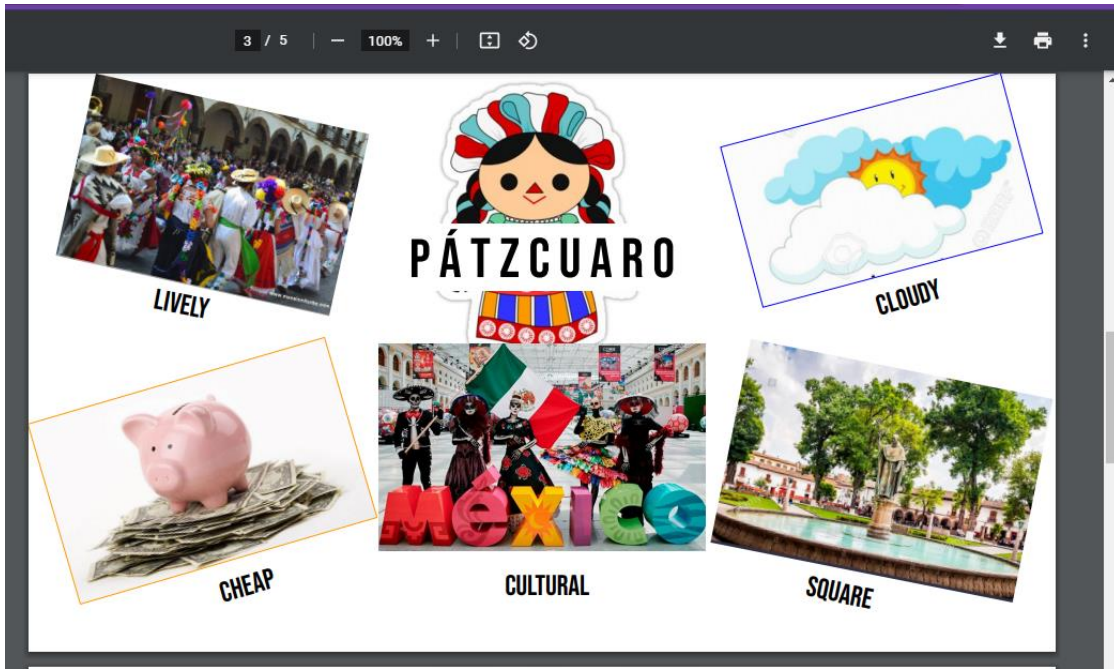 3 / 5
100%
PÁTZCUARO
LIVELY
CLOUDY
MéXICO
CHEAP
CULTURAL
SQUARE